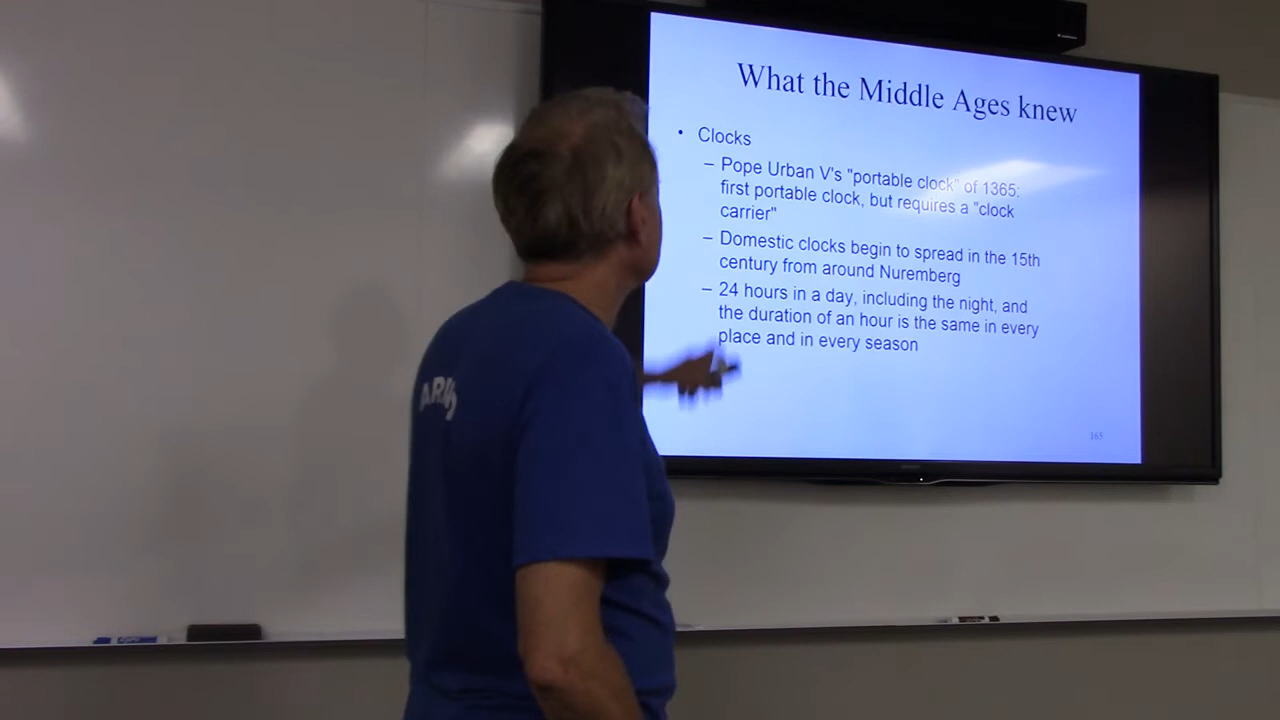 What the Middle Ages knew
• Clocks
– Pope Urban V's "portable clock" of 1365:
first portable clock, but requires a "clock
carrier"
– Domestic clocks begin to spread in the 15th
century from around Nuremberg
– 24 hours in a day, including the night, and
the duration of an hour is the same in every
place and in every season
165